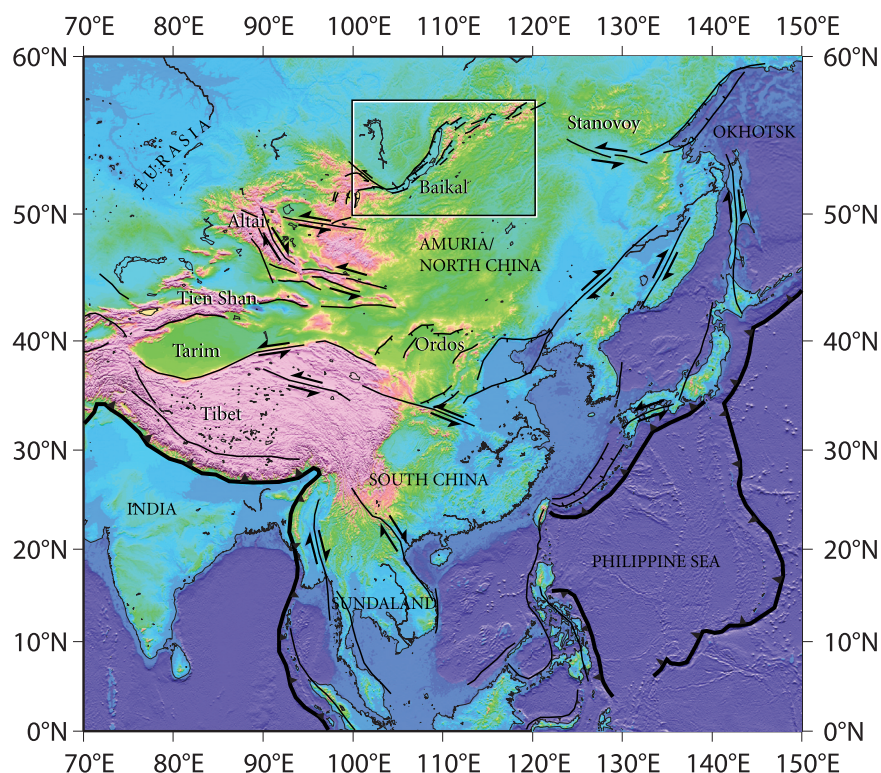 70°E 80°E 90°E 100°E 110°E 120°E 130°E 140°E 150°E
60°N 60°N
Stanovoy
OKHOTSK
EURASIA
Baikal
50°N 50°N
Altai
AMURIA/
NORTH CHINA
Tien Shan
40°N 40°N
Ordos
Tarim
Tibet
30°N 30°N
SOUTH CHINA
INDIA
20°N 20°N
PHILIPPINE SEA
SUNDALAND
10°N 10°N
0°N 0°N
70°E 80°E 90°E 100°E 110°E 120°E 130°E 140°E 150°E